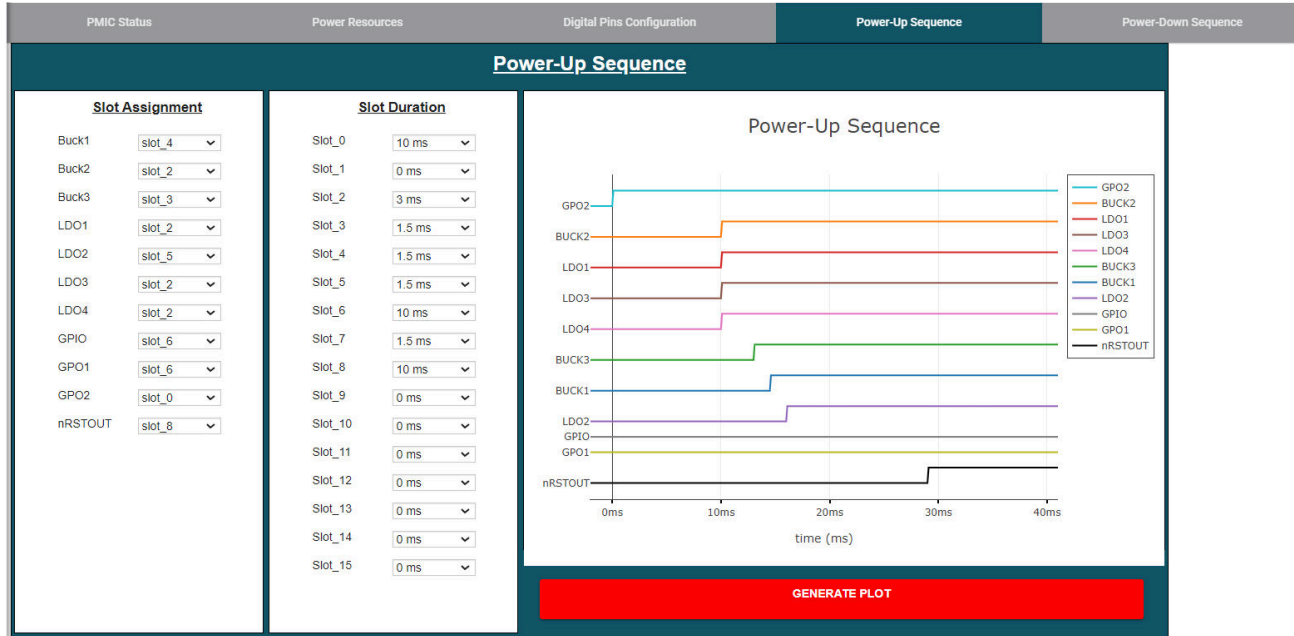 PMIC Status Power Resources Digital Pins Configuration Power-Up Sequence Power-Down Sequence
Power-Up Sequence
Slot Assignment
Buck1 slot_4
Buck2 slot_2
Buck3 slot_3
LDO1 slot_2
LDO2 slot_5
LDO3 slot_2
LDO4 slot_2
GPIO slot_6
GPO1 slot_6
GPO2 slot_0
nRSTOUT slot_8
Slot Duration
Slot_0 10 ms
Slot_1 0 ms
Slot_2 3 ms
Slot_3 1.5 ms
Slot_4 1.5 ms
Slot_5 1.5 ms
Slot_6 10 ms
Slot_7 1.5 ms
Slot_8 10 ms
Slot_9 0 ms
Slot_10 0 ms
Slot_11 0 ms
Slot_12 0 ms
Slot_13 0 ms
Slot_14 0 ms
Slot_15 0 ms
Power-Up Sequence
GPO2
BUCK2
LDO1
LDO3
LDO4
BUCK3
BUCK1
LDO2
GPIO
GPO1
nRSTOUT
0ms 10ms 20ms 30ms 40ms
time (ms)
GPO2
BUCK2
LDO1
LDO3
LDO4
BUCK3
BUCK1
LDO2
GPIO
GPO1
nRSTOUT
GENERATE PLOT